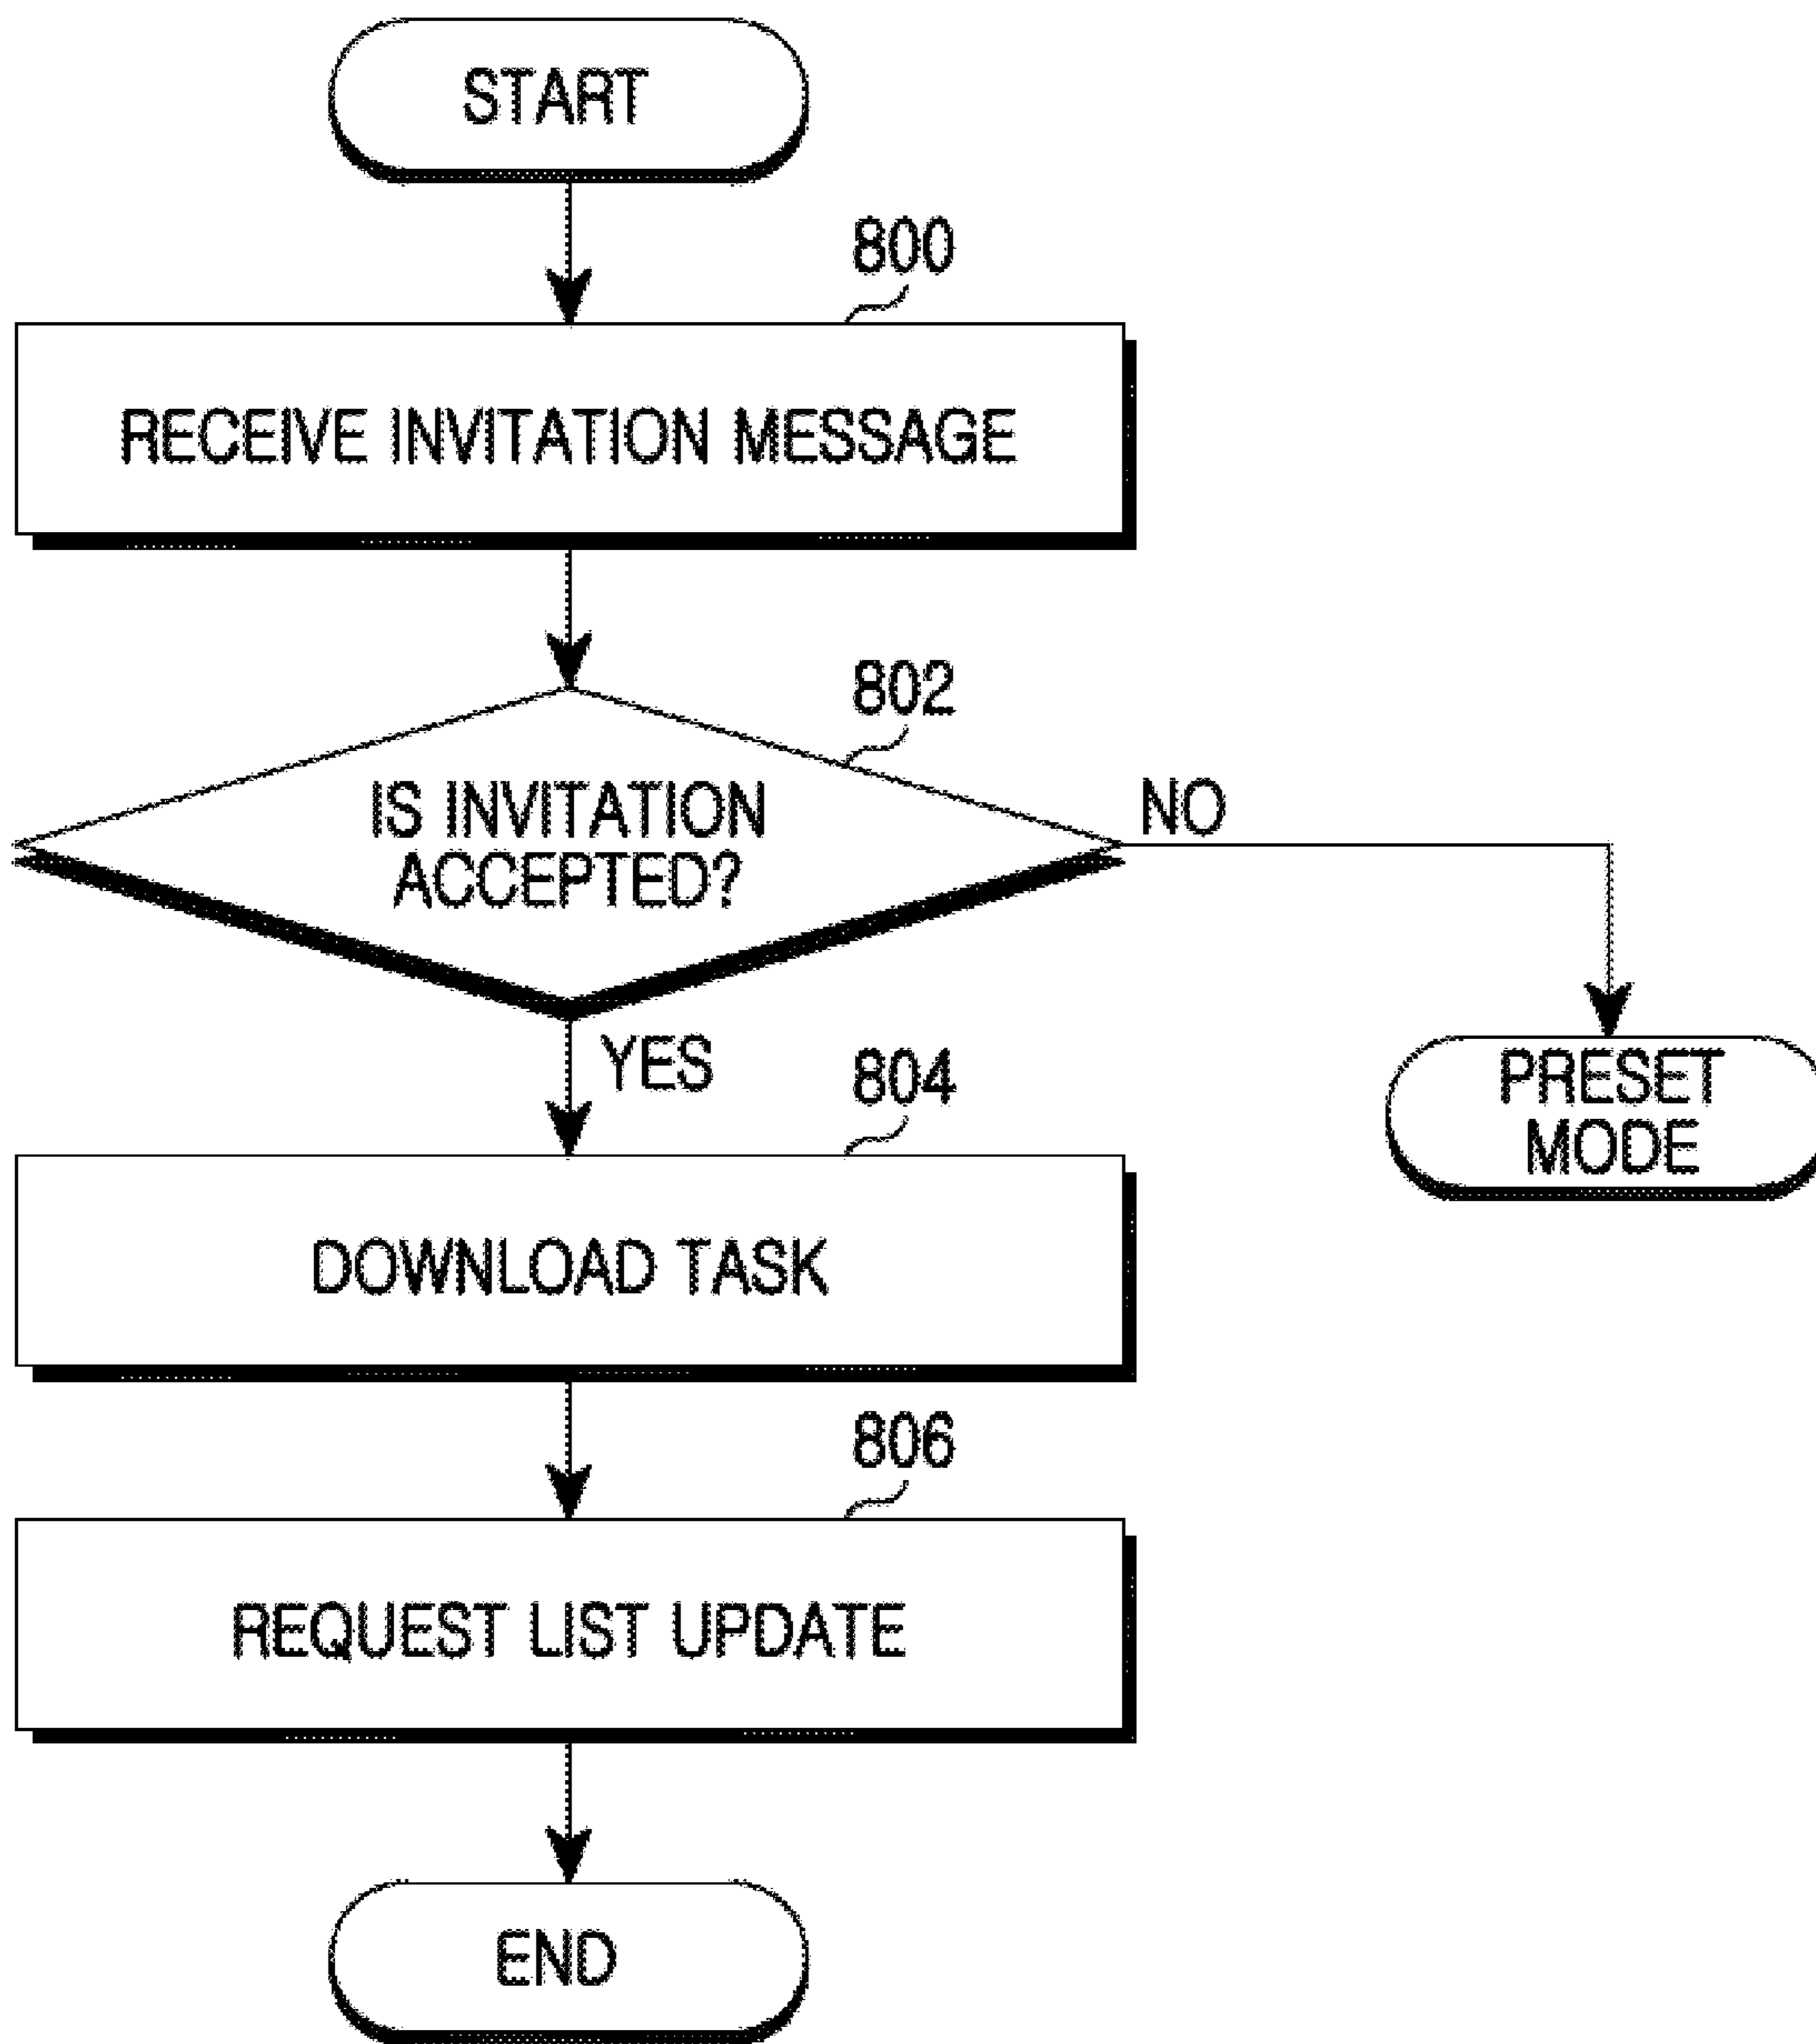 START
800
RECEIVE INVITATION MESSAGE
802
IS INVITATION
ACCEPTED?
NO
YES
804
PRESET
MODE
DOWNLOAD TASK
806
REQUEST LIST UPDATE
END